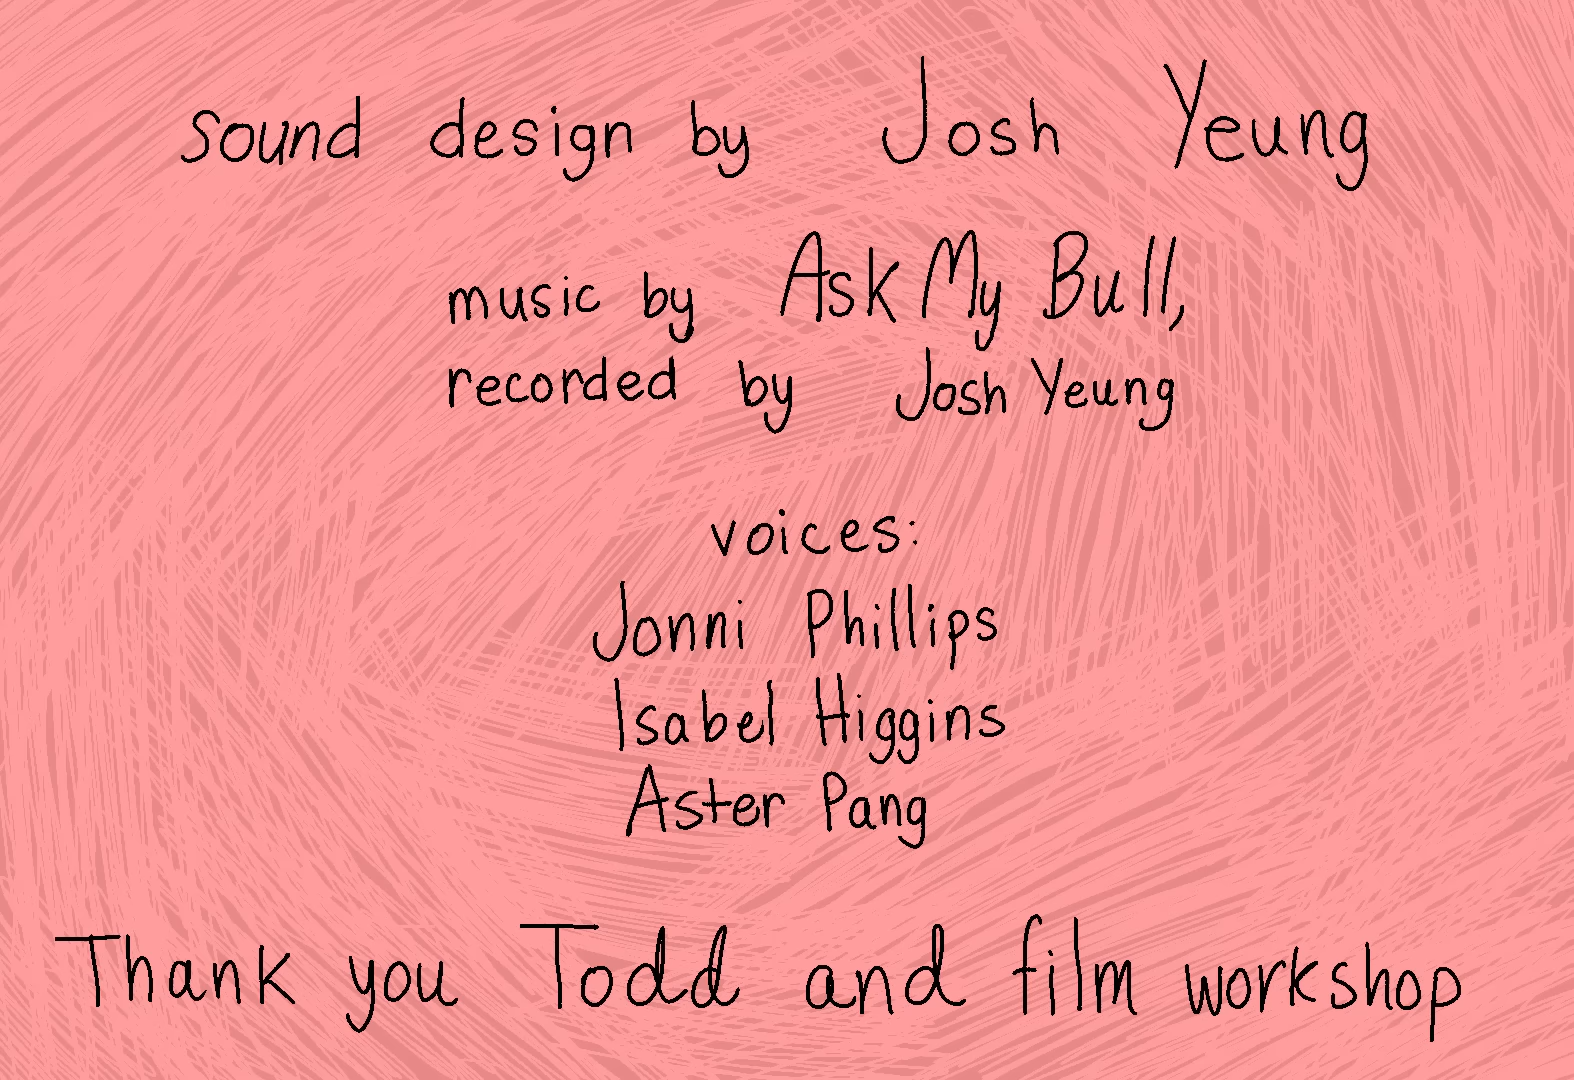 sound design by Josh Yeung
music by Ask My Bull,
recorded by Josh Yeung
voices:
Jonni Phillips
Isabel Higgins
Aster Pang
Thank you Todd and film workshop